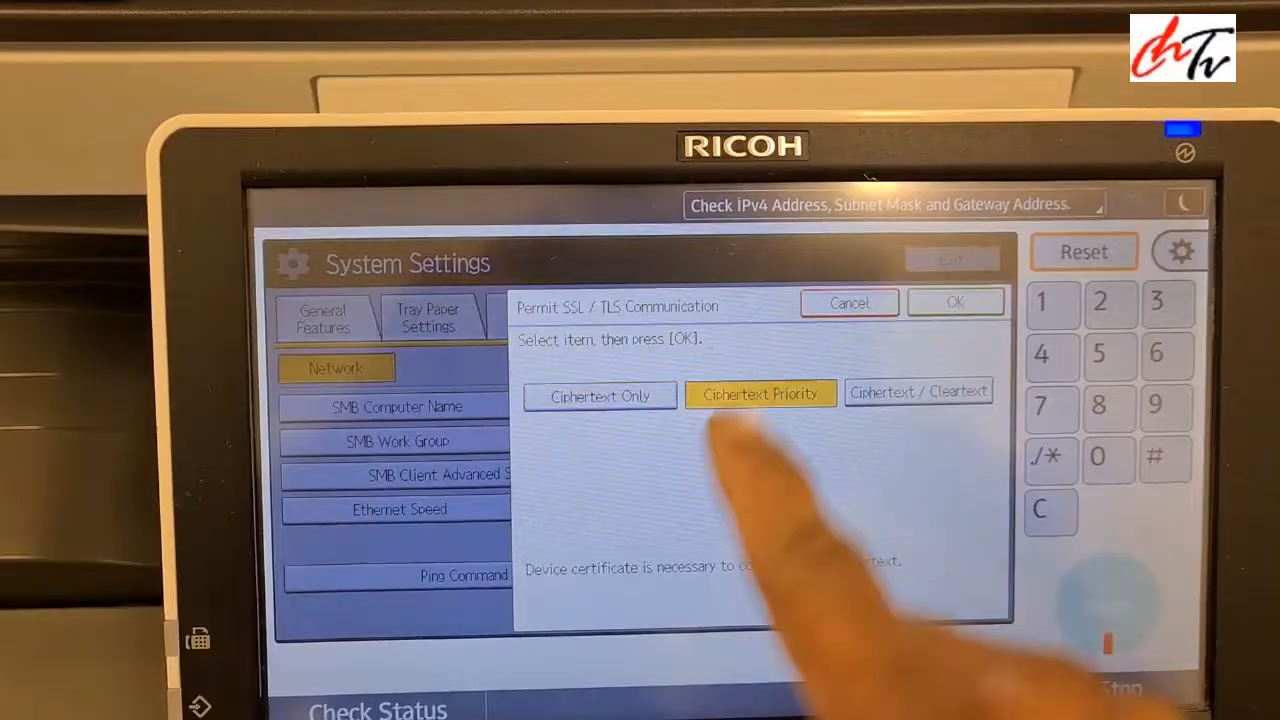 ch Tv
RICOH
Check IPv4 Address, Subnet Mask and Gateway Address.
System Settings
Reset
General
Features
Tray Paper
Settings
Permit SSL / TLS Communication
Cancel
OK
Select item, then press [OK].
Network
Ciphertext Only
Ciphertext Priority
Ciphertext / Cleartext
SMB Computer Name
SMB Work Group
SMB Client Advanced S
Ethernet Speed
Ping Command
Device certificate is necessary to
1 2 3
4 5 6
7 8 9
./* 0 #
C
Stop
Check Status